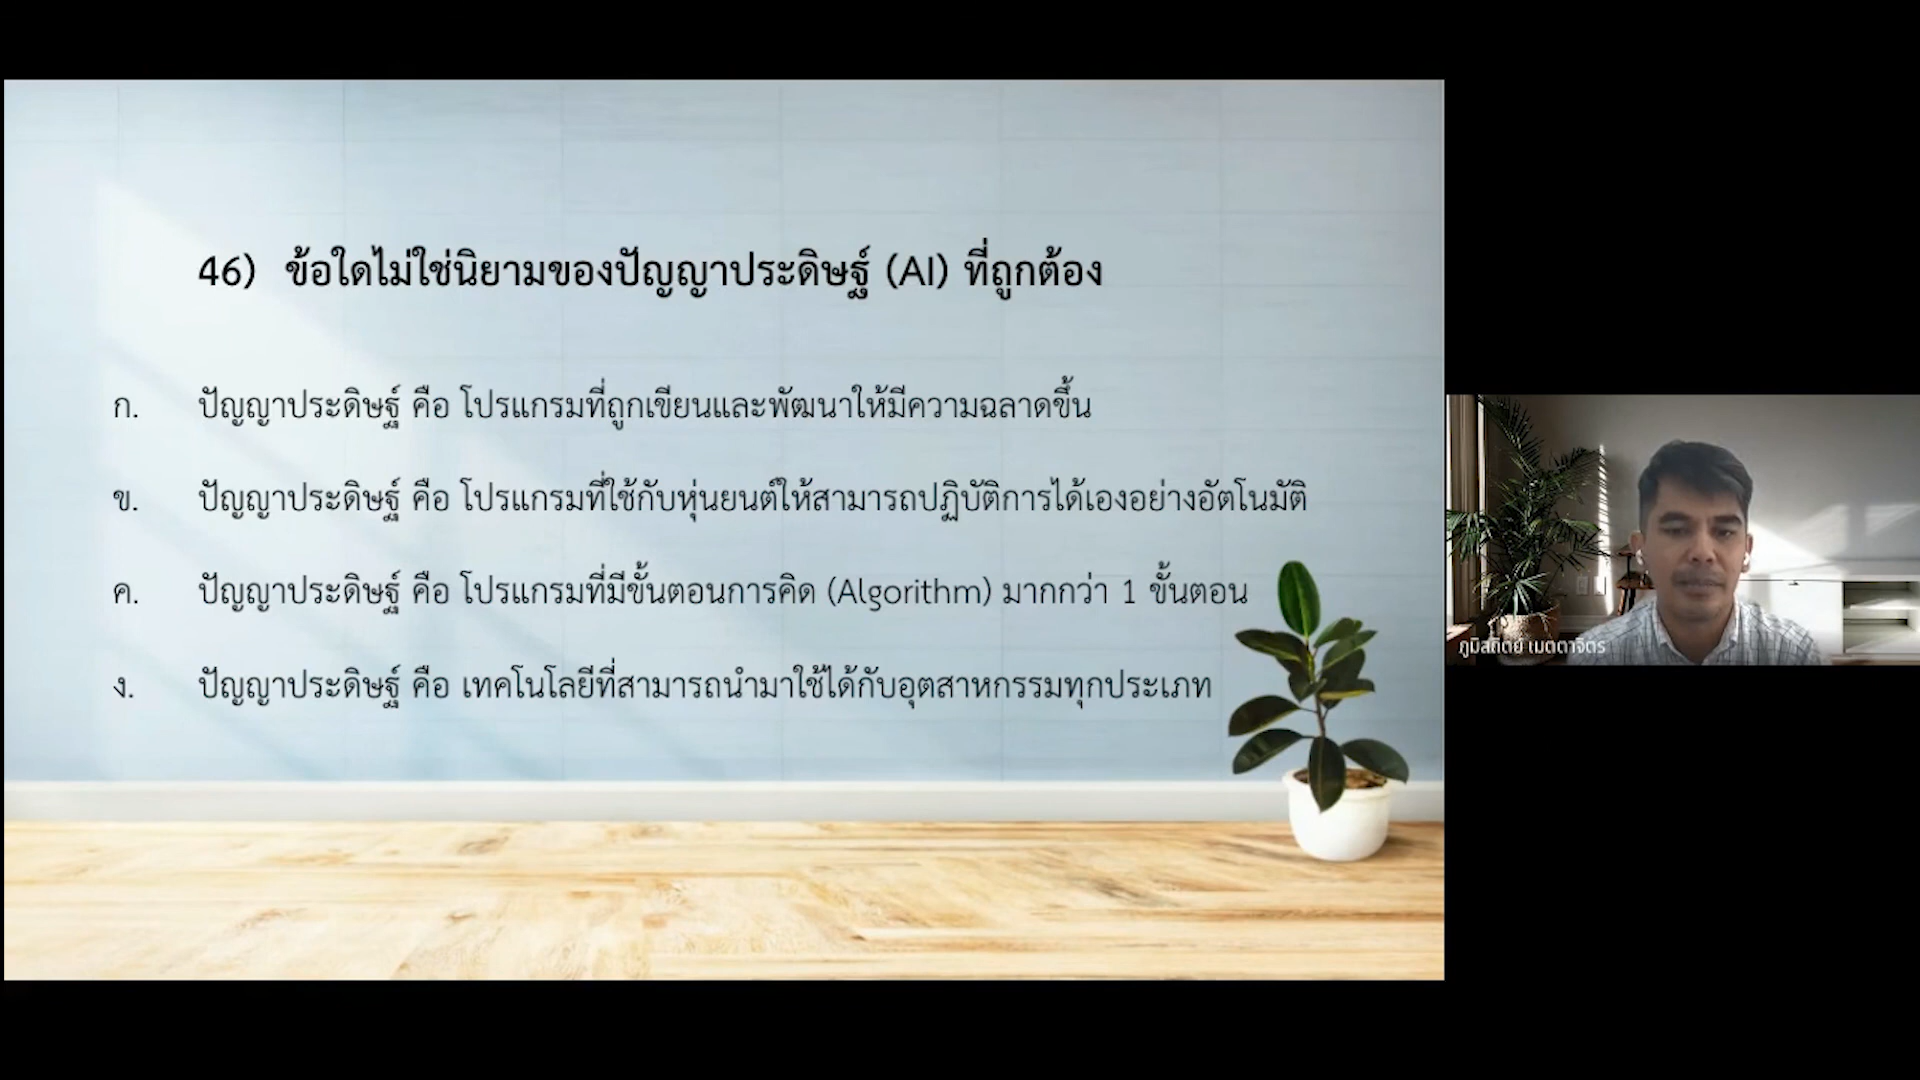 46) ข้อใดไม่ใช่นิยามของปัญญาประดิษฐ์ (AI) ที่ถูกต้อง
ก. ปัญญาประดิษฐ์ คือ โปรแกรมที่ถูกเขียนและพัฒนาให้มีความฉลาดขึ้น
ข. ปัญญาประดิษฐ์ คือ โปรแกรมที่ใช้กับหุ่นยนต์ให้สามารถปฏิบัติการได้เองอย่างอัตโนมัติ
ค. ปัญญาประดิษฐ์ คือ โปรแกรมที่มีขั้นตอนการคิด (Algorithm) มากกว่า 1 ขั้นตอน
ง. ปัญญาประดิษฐ์ คือ เทคโนโลยีที่สามารถนำมาใช้ได้กับอุตสาหกรรมทุกประเภท
ภูมิสถิตย์ เมตตาจิตร